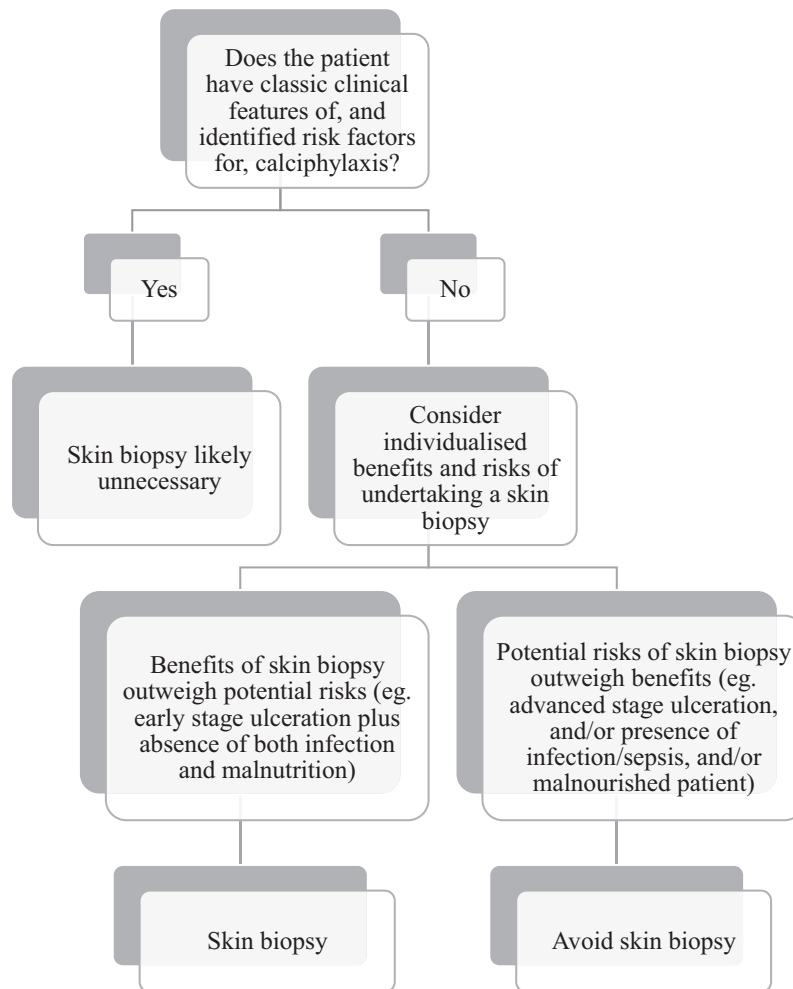 Does the patient
have classic clinical
features of, and
identified risk factors
for, calciphylaxis?
Yes
No
Skin biopsy likely
unnecessary
Consider
individualised
benefits and risks of
undertaking a skin
biopsy
Benefits of skin biopsy
outweigh potential risks (eg.
early stage ulceration plus
absence of both infection
and malnutrition)
Potential risks of skin biopsy
outweigh benefits (eg.
advanced stage ulceration,
and/or presence of
infection/sepsis, and/or
malnourished patient)
Skin biopsy
Avoid skin biopsy